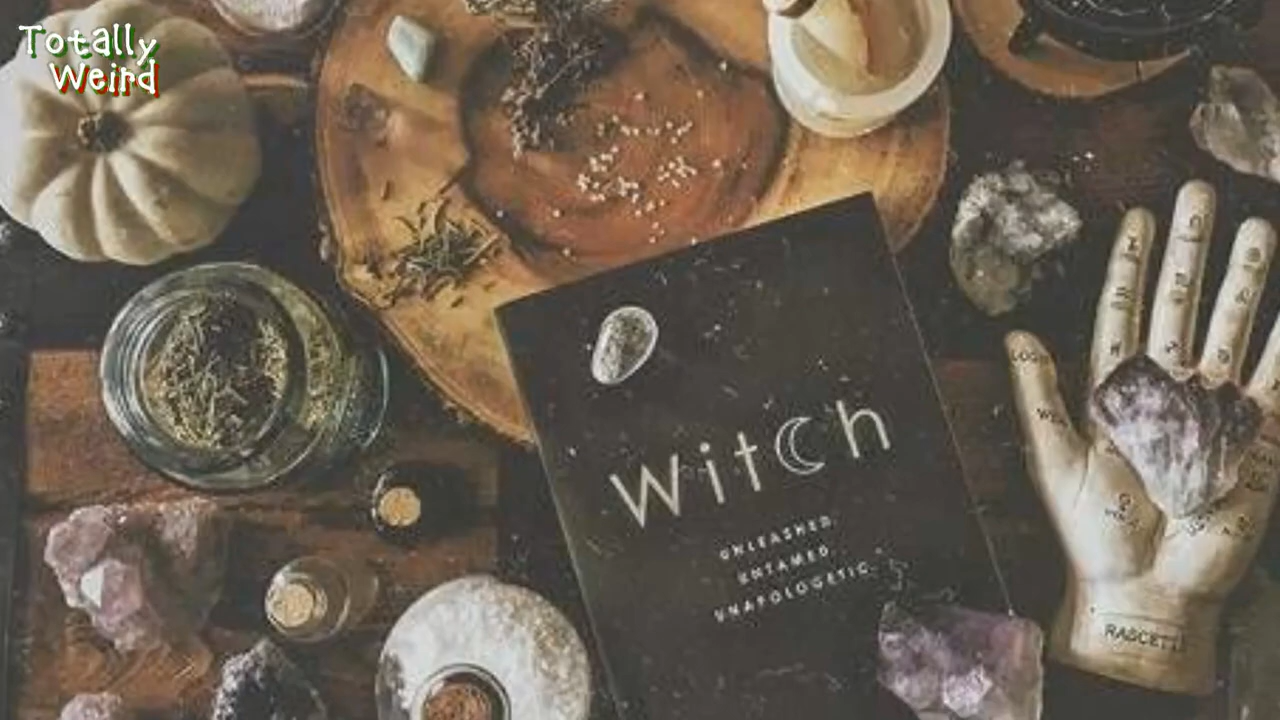 Totally
Weird
Witch
UNLEASHED.
UNTAMED.
UNAPOLOGETIC.
RASCETTE